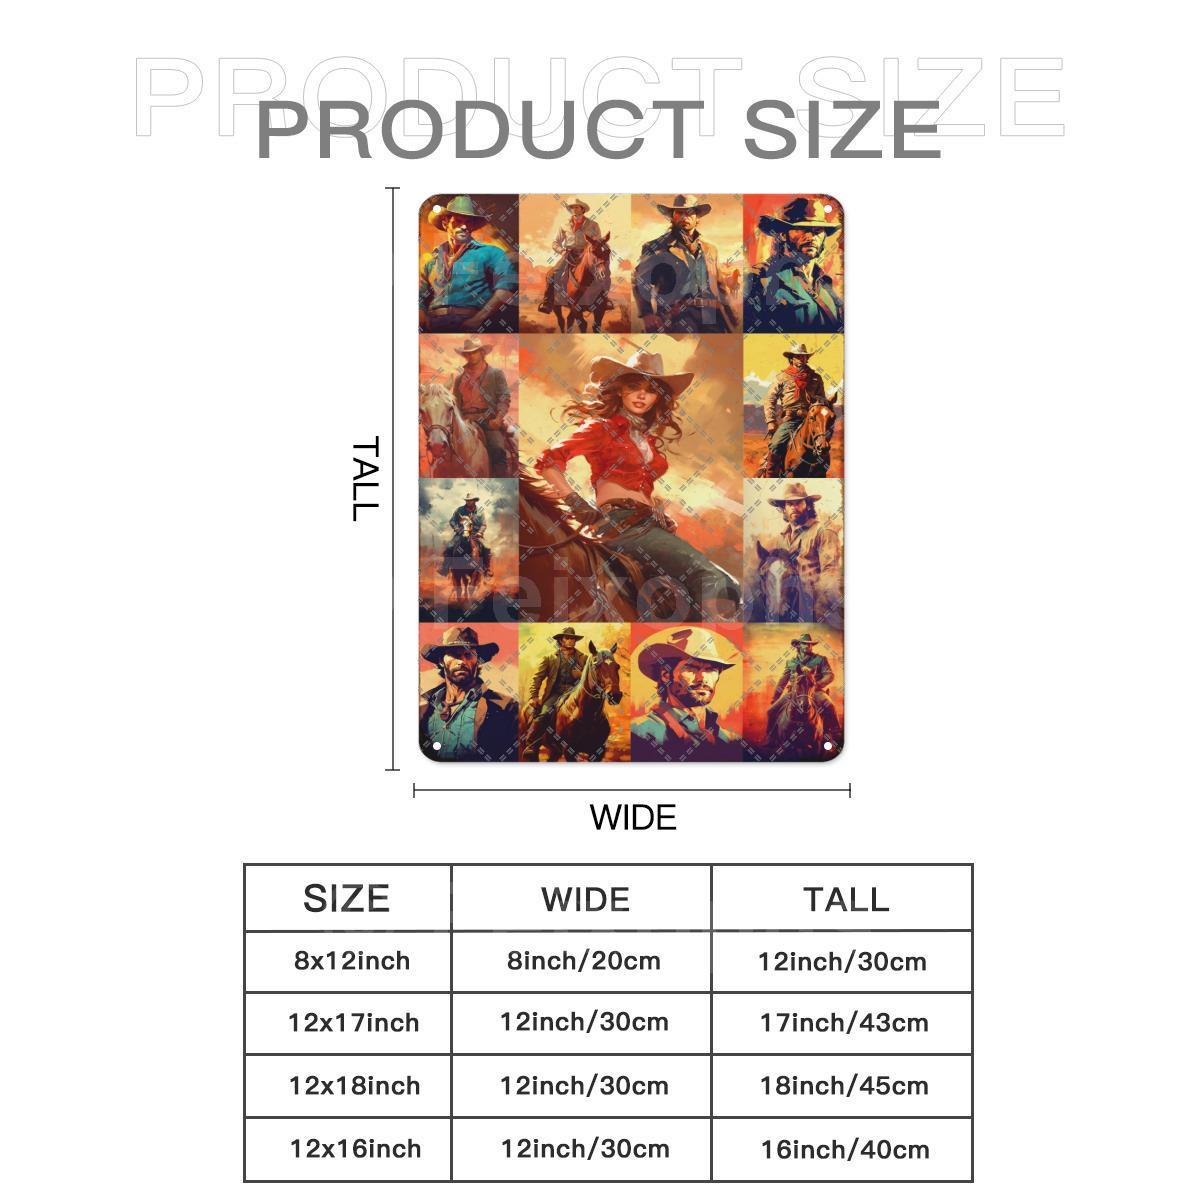 PRODUCT SIZE
PRODUCT SIZE
TALL
WIDE
SIZE WIDE TALL
8x12inch 8inch/20cm 12inch/30cm
12x17inch 12inch/30cm 17inch/43cm
12x18inch 12inch/30cm 18inch/45cm
12x16inch 12inch/30cm 16inch/40cm